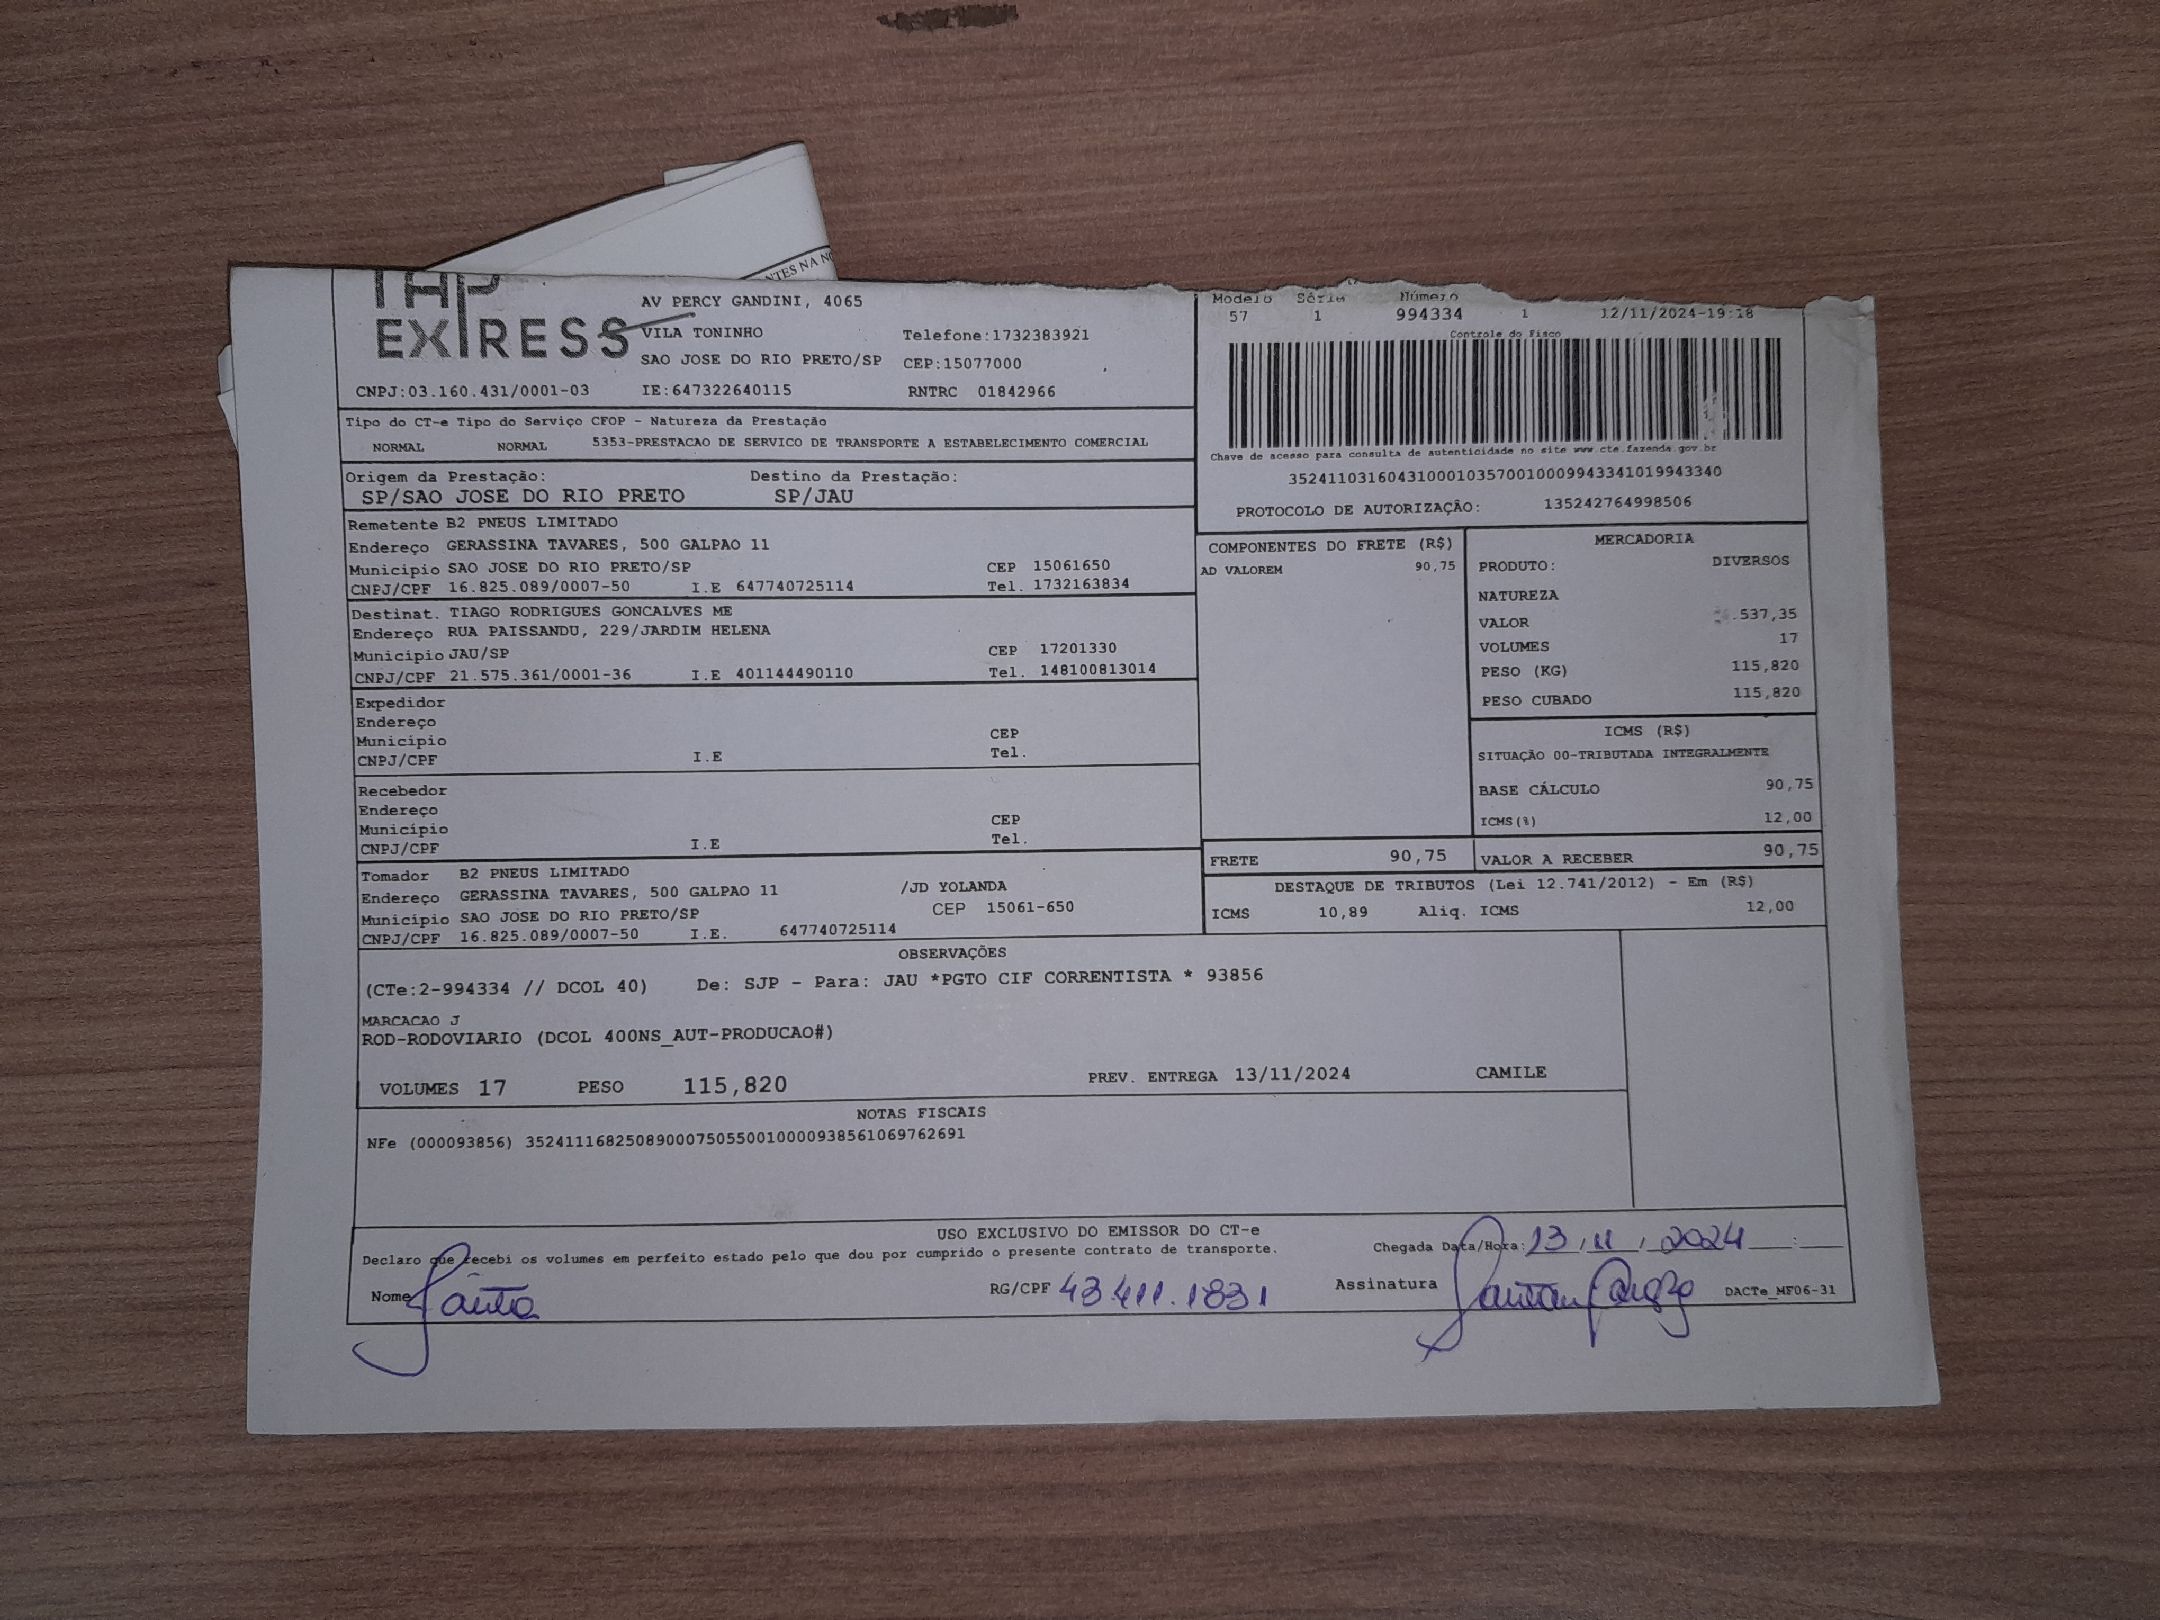 NTES NA NO
TAP
EXPRESS
AV PERCY GANDINI, 4065
VILA TONINHO
Telefone:1732383921
SAO JOSE DO RIO PRETO/SP CEP:15077000
CNPJ:03.160.431/0001-03 IE:647322640115 RNTRC 01842966
Modelo Série Número
57 1 994334 1 12/11/2024-19:18
Controle do Fisco
Chave de acesso para consulta de autenticidade no site www.cte.fazenda.gov.br
35241103160431000103570010009943341019943340
PROTOCOLO DE AUTORIZAÇÃO: 135242764998506
Tipo do CT-e Tipo do Serviço CFOP - Natureza da Prestação
NORMAL NORMAL 5353-PRESTACAO DE SERVICO DE TRANSPORTE A ESTABELECIMENTO COMERCIAL
Origem da Prestação: Destino da Prestação:
SP/SAO JOSE DO RIO PRETO SP/JAU
Remetente B2 PNEUS LIMITADO
Endereço GERASSINA TAVARES, 500 GALPAO 11
Município SAO JOSE DO RIO PRETO/SP CEP 15061650
CNPJ/CPF 16.825.089/0007-50 I.E 647740725114 Tel. 1732163834
Destinat. TIAGO RODRIGUES GONCALVES ME
Endereço RUA PAISSANDU, 229/JARDIM HELENA
Município JAU/SP CEP 17201330
CNPJ/CPF 21.575.361/0001-36 I.E 401144490110 Tel. 148100813014
Expedidor
Endereço
Município CEP
CNPJ/CPF I.E Tel.
Recebedor
Endereço
Município CEP
CNPJ/CPF I.E Tel.
Tomador B2 PNEUS LIMITADO
Endereço GERASSINA TAVARES, 500 GALPAO 11 /JD YOLANDA
Município SAO JOSE DO RIO PRETO/SP CEP 15061-650
CNPJ/CPF 16.825.089/0007-50 I.E. 647740725114
COMPONENTES DO FRETE (R$)
AD VALOREM 90,75
MERCADORIA
PRODUTO: DIVERSOS
NATUREZA
VALOR .537,35
VOLUMES 17
PESO (KG) 115,820
PESO CUBADO 115,820
ICMS (R$)
SITUAÇÃO 00-TRIBUTADA INTEGRALMENTE
BASE CÁLCULO 90,75
ICMS(%) 12,00
FRETE 90,75 VALOR A RECEBER 90,75
DESTAQUE DE TRIBUTOS (Lei 12.741/2012) - Em (R$)
ICMS 10,89 Aliq. ICMS 12,00
OBSERVAÇÕES
(CTe:2-994334 // DCOL 40) De: SJP - Para: JAU *PGTO CIF CORRENTISTA * 93856
MARCACAO J
ROD-RODOVIARIO (DCOL 400NS_AUT-PRODUCAO#)
VOLUMES 17 PESO 115,820 PREV. ENTREGA 13/11/2024 CAMILE
NOTAS FISCAIS
NFe (000093856) 35241116825089000750550010000938561069762691
USO EXCLUSIVO DO EMISSOR DO CT-e
Declaro que recebi os volumes em perfeito estado pelo que dou por cumprido o presente contrato de transporte. Chegada Data/Hora: 13/11/2024 :
Nome RG/CPF 43.411.1831 Assinatura DACTe_MF06-31